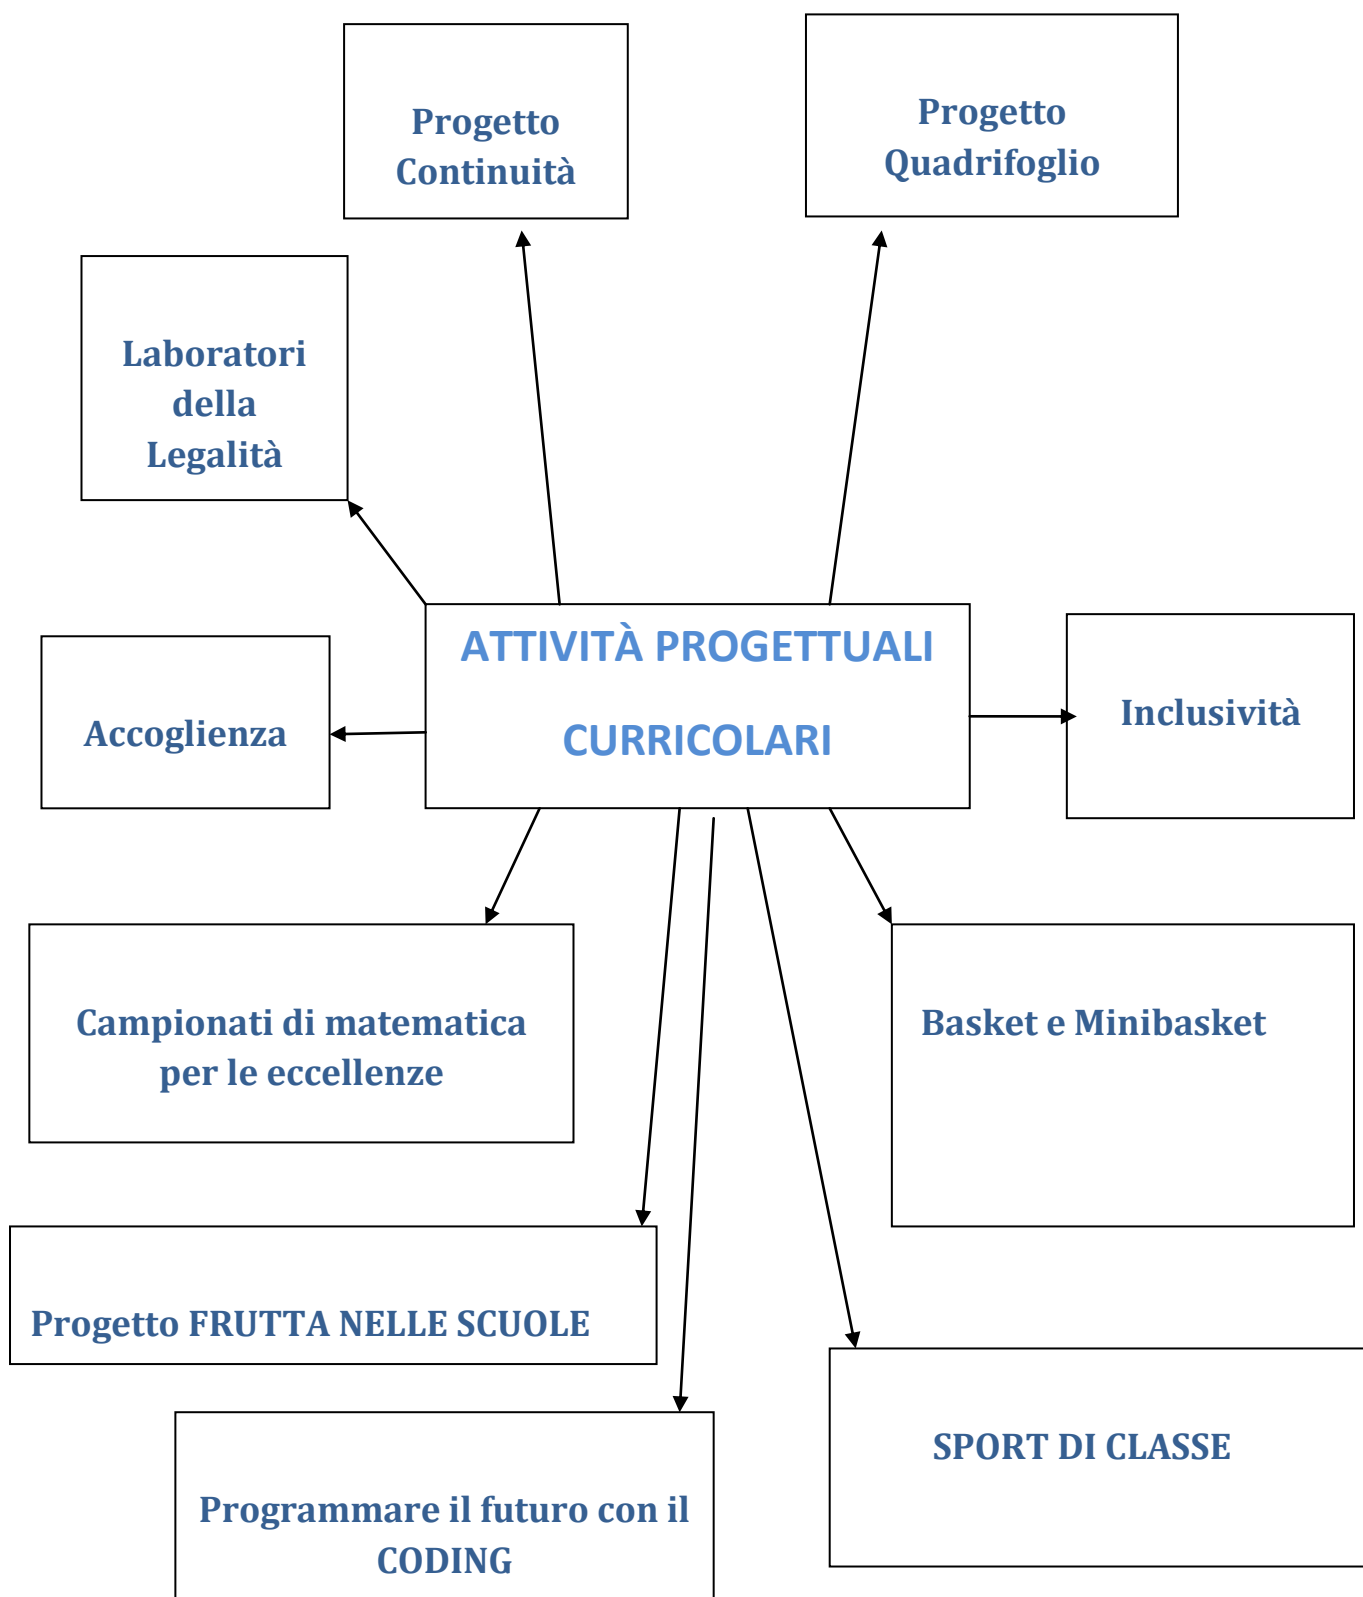 Progetto
Continuità
Progetto
Quadrifoglio
Laboratori
della
Legalità
ATTIVITÀ PROGETTUALI
CURRICOLARI
Accoglienza
Inclusività
Campionati di matematica
per le eccellenze
Basket e Minibasket
Progetto FRUTTA NELLE SCUOLE
SPORT DI CLASSE
Programmare il futuro con il
CODING